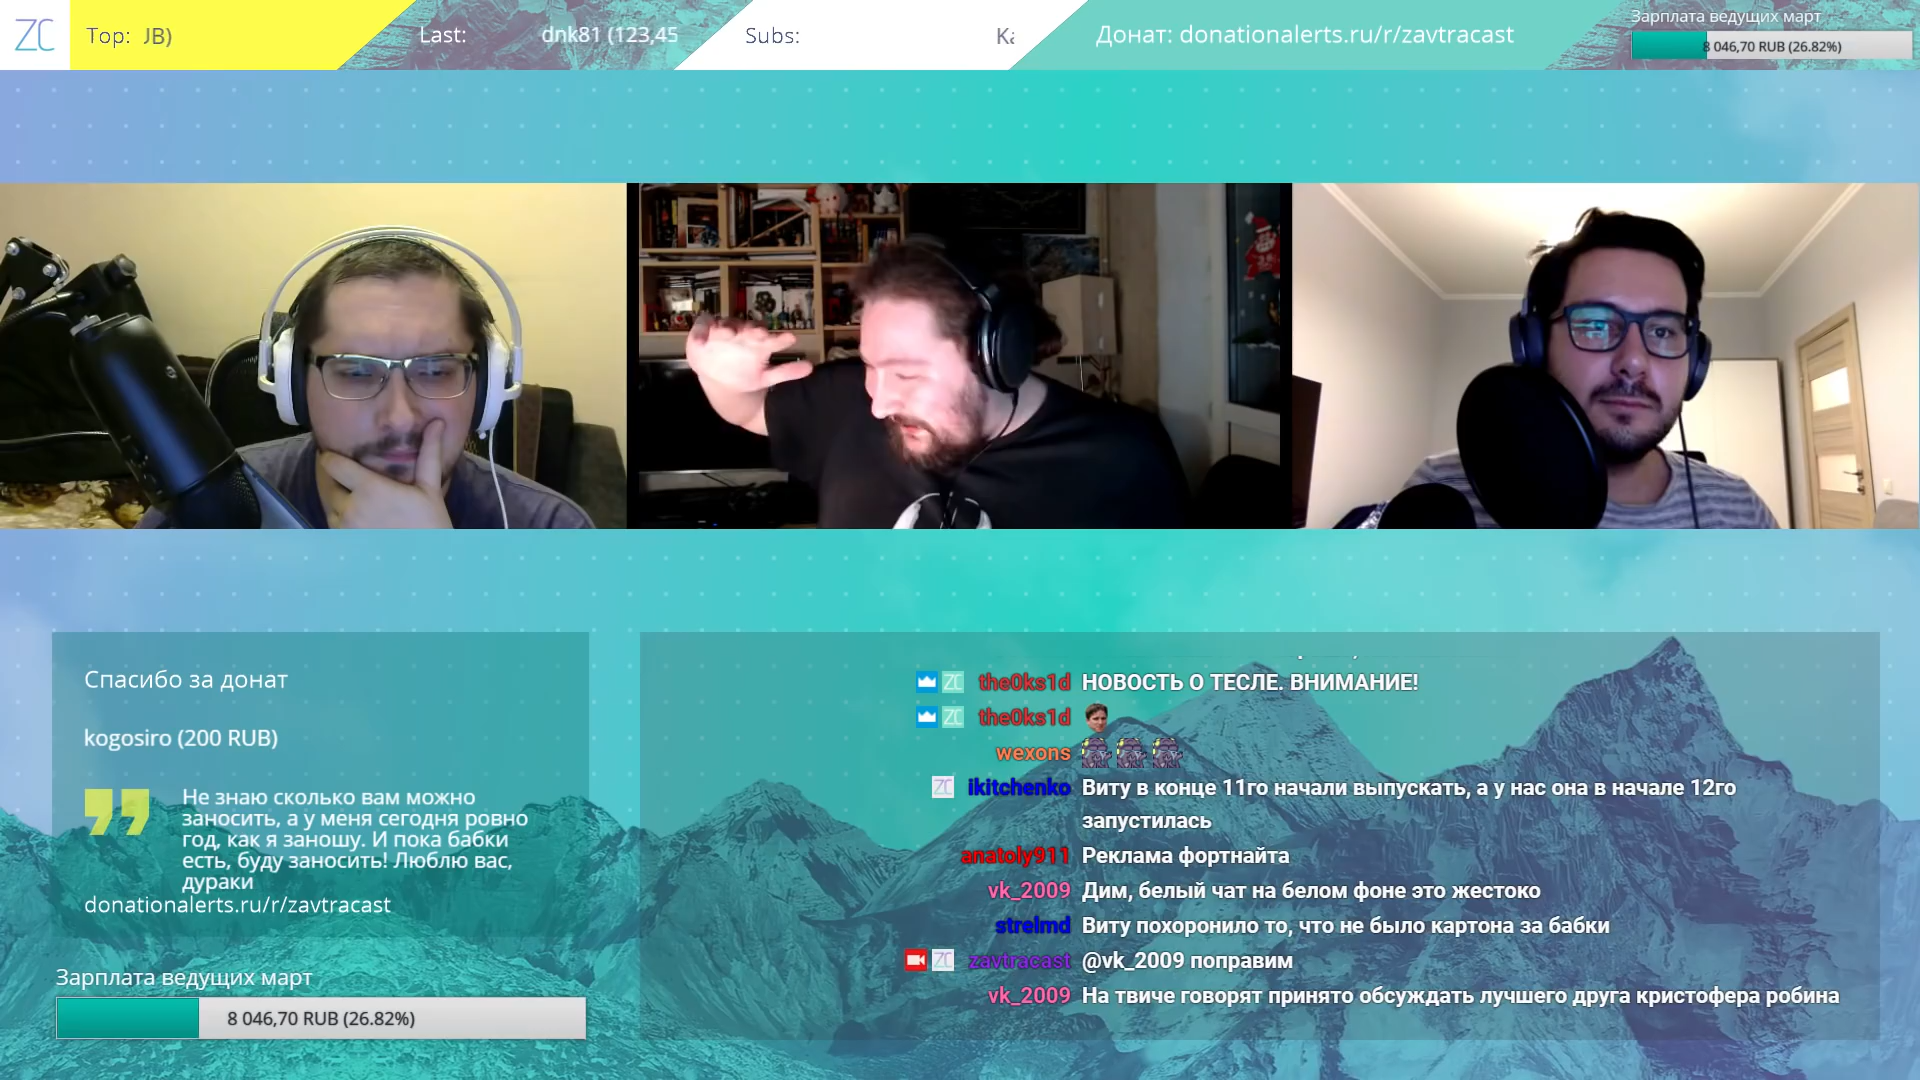 ZC
Top: JB)
Last: dnk81 (123,45
Subs:
Донат: donationalerts.ru/r/zavtracast
Зарплата ведущих март
8 046,70 RUB (26.82%)
Спасибо за донат
kogosiro (200 RUB)
Не знаю сколько вам можно
заносить, а у меня сегодня ровно
год, как я заношу. И пока бабки
есть, буду заносить! Люблю вас,
дураки
donationalerts.ru/r/zavtracast
Зарплата ведущих март
8 046,70 RUB (26.82%)
ZC the0ks1d НОВОСТЬ О ТЕСЛЕ. ВНИМАНИЕ!
ZC the0ks1d
wexons
ZC ikitchenko Виту в конце 11го начали выпускать, а у нас она в начале 12го
запустилась
anatoly911 Реклама фортнайта
vk_2009 Дим, белый чат на белом фоне это жестоко
strelmd Виту похоронило то, что не было картона за бабки
ZC zavtracast @vk_2009 поправим
vk_2009 На твиче говорят принято обсуждать лучшего друга кристофера робина